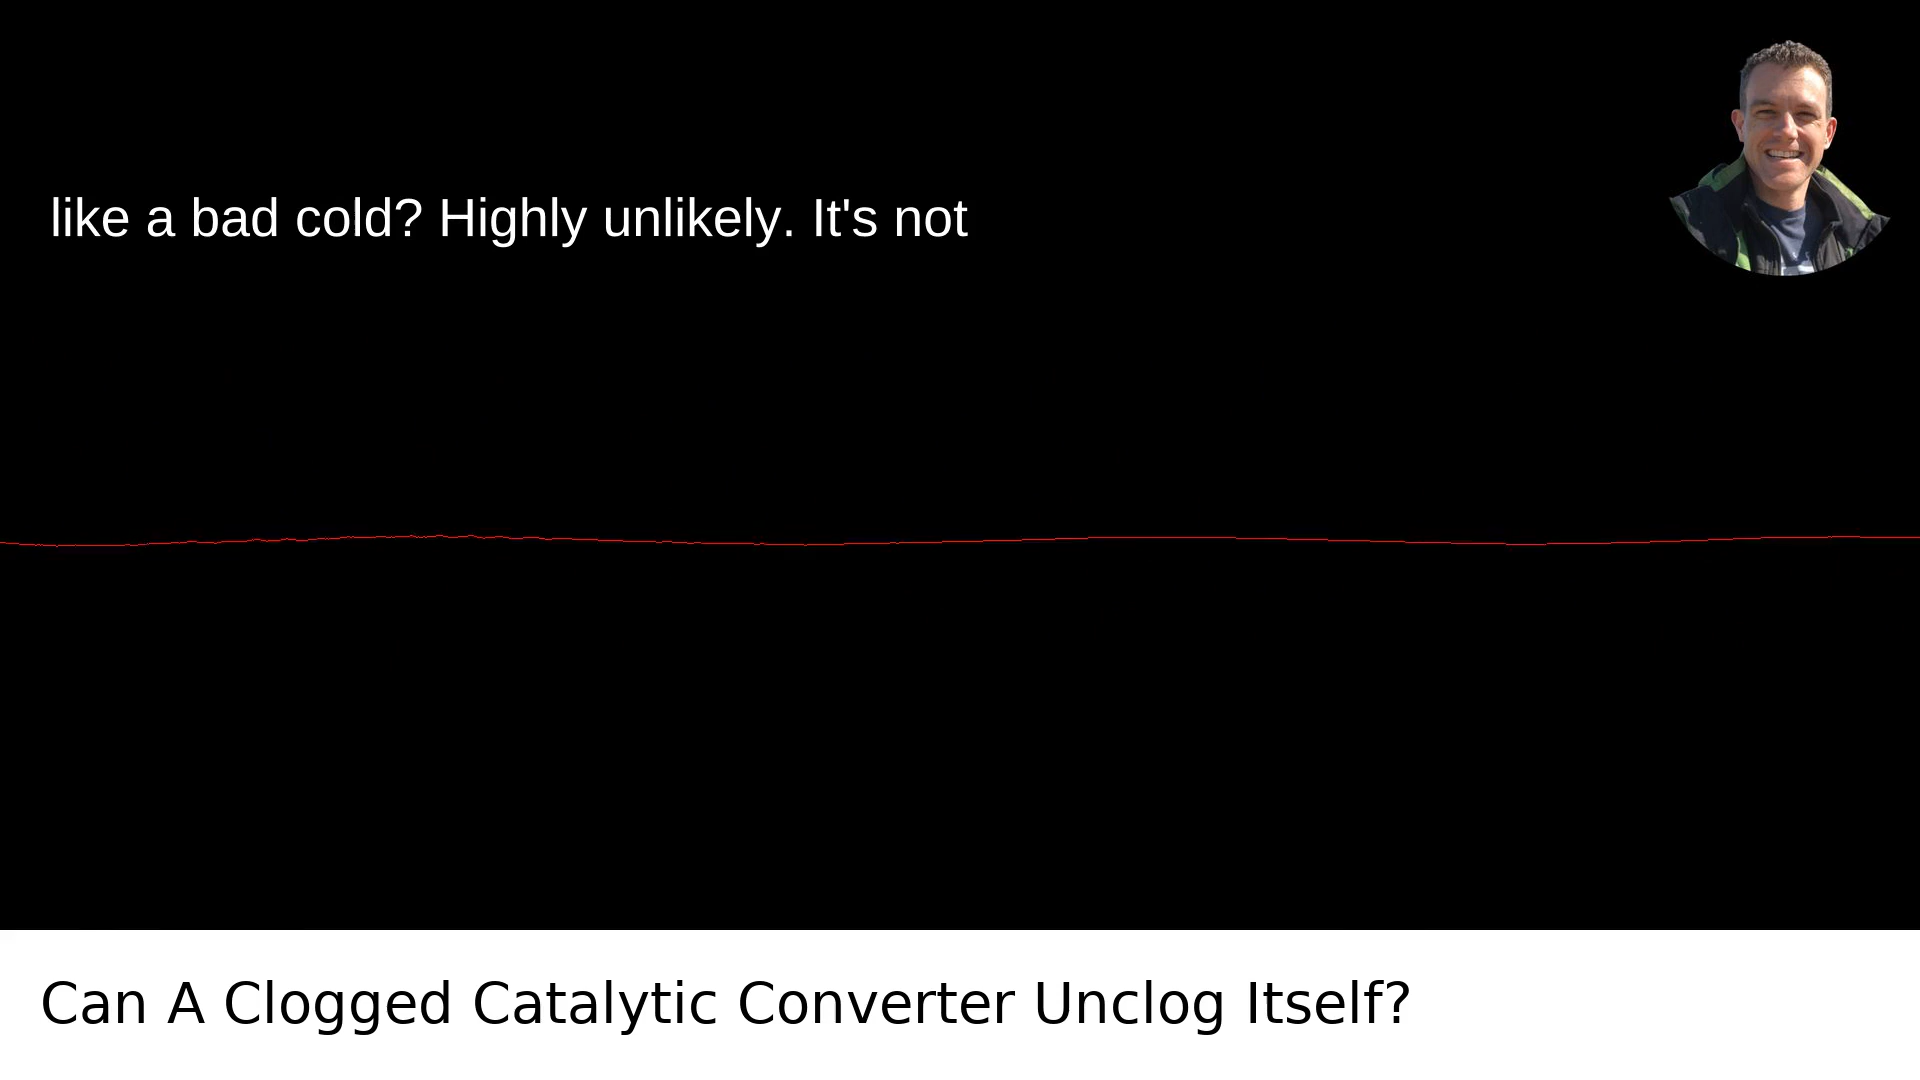 like a bad cold? Highly unlikely. It's not
Can A Clogged Catalytic Converter Unclog Itself?